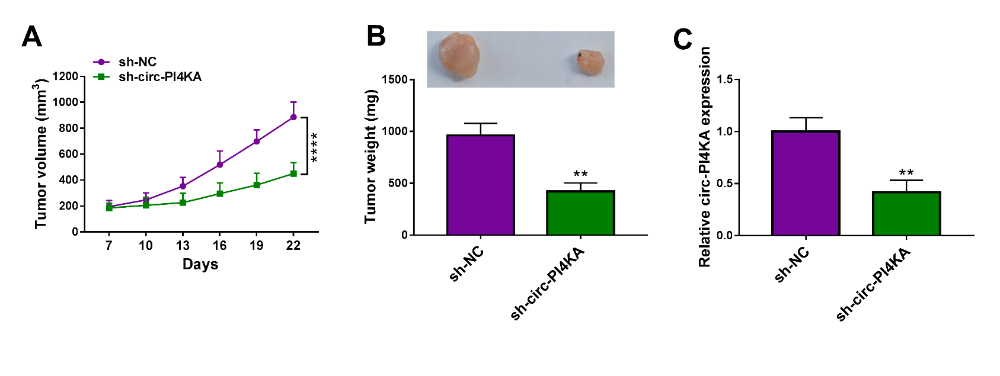 A
sh-NC
sh-circ-PI4KA
Tumor volume (mm3)
1200
1000
800
600
400
200
0
7 10 13 16 19 22
Days
****
B
Tumor weight (mg)
1500
1000
500
0
**
sh-NC
sh-circ-PI4KA
C
Relative circ-PI4KA expression
1.5
1.0
0.5
0.0
**
sh-NC
sh-circ-PI4KA